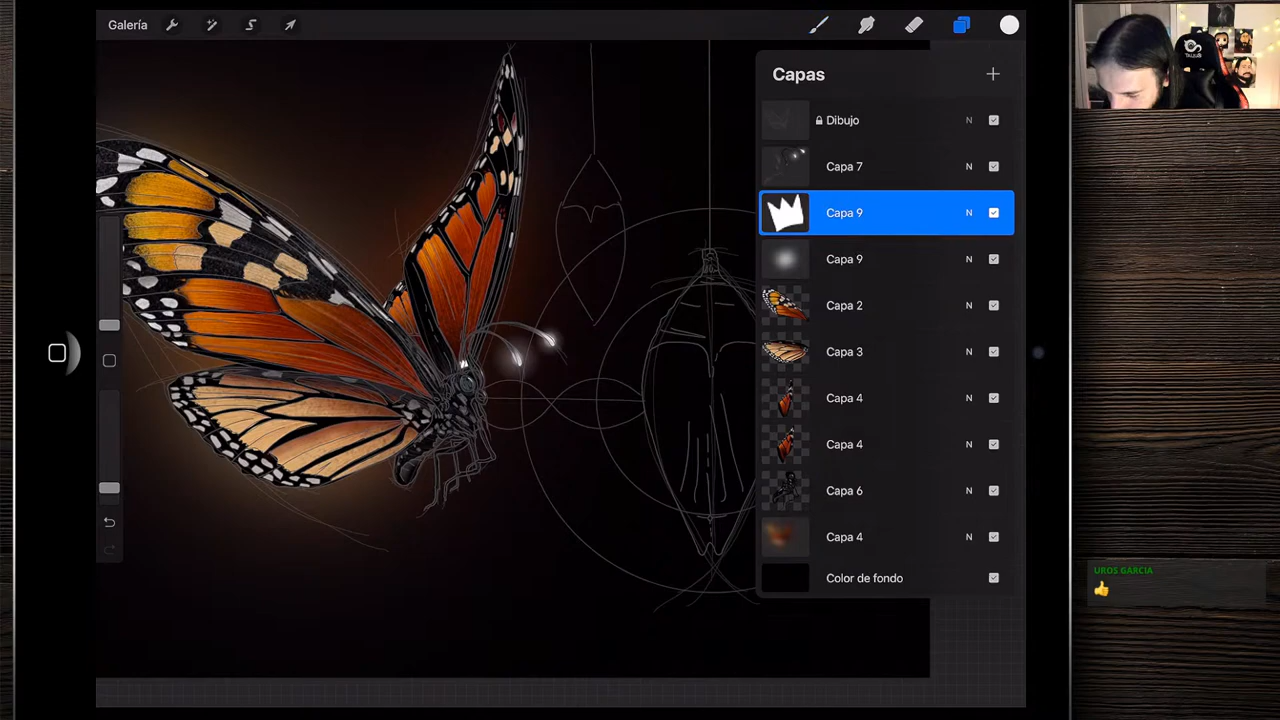 Galería
Capas
Dibujo N
Capa 7 N
Capa 9 N
Capa 9 N
Capa 2 N
Capa 3 N
Capa 4 N
Capa 4 N
Capa 6 N
Capa 4 N
Color de fondo
UROS GARCIA
👍